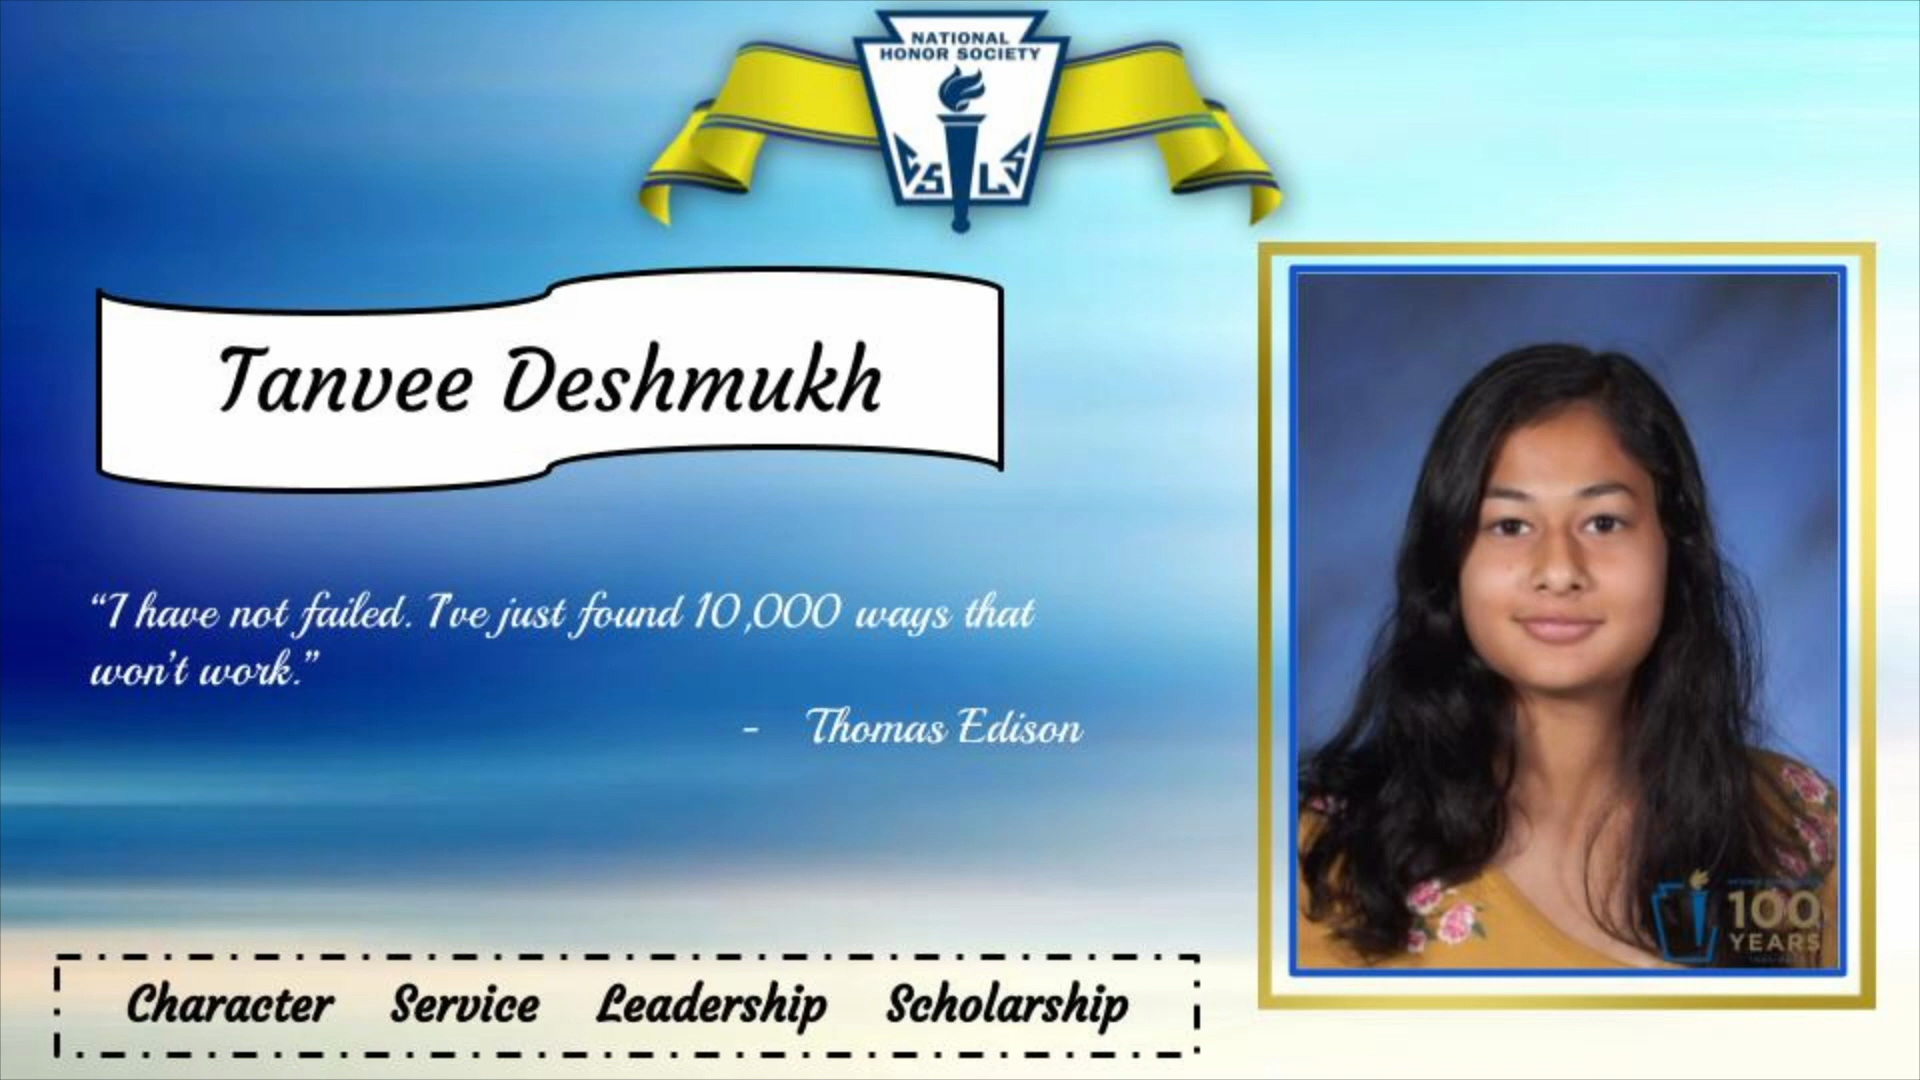 NATIONAL
HONOR SOCIETY
C S L S
Tanvee Deshmukh
“I have not failed. I’ve just found 10,000 ways that
won’t work.”
- Thomas Edison
100
YEARS
Character Service Leadership Scholarship